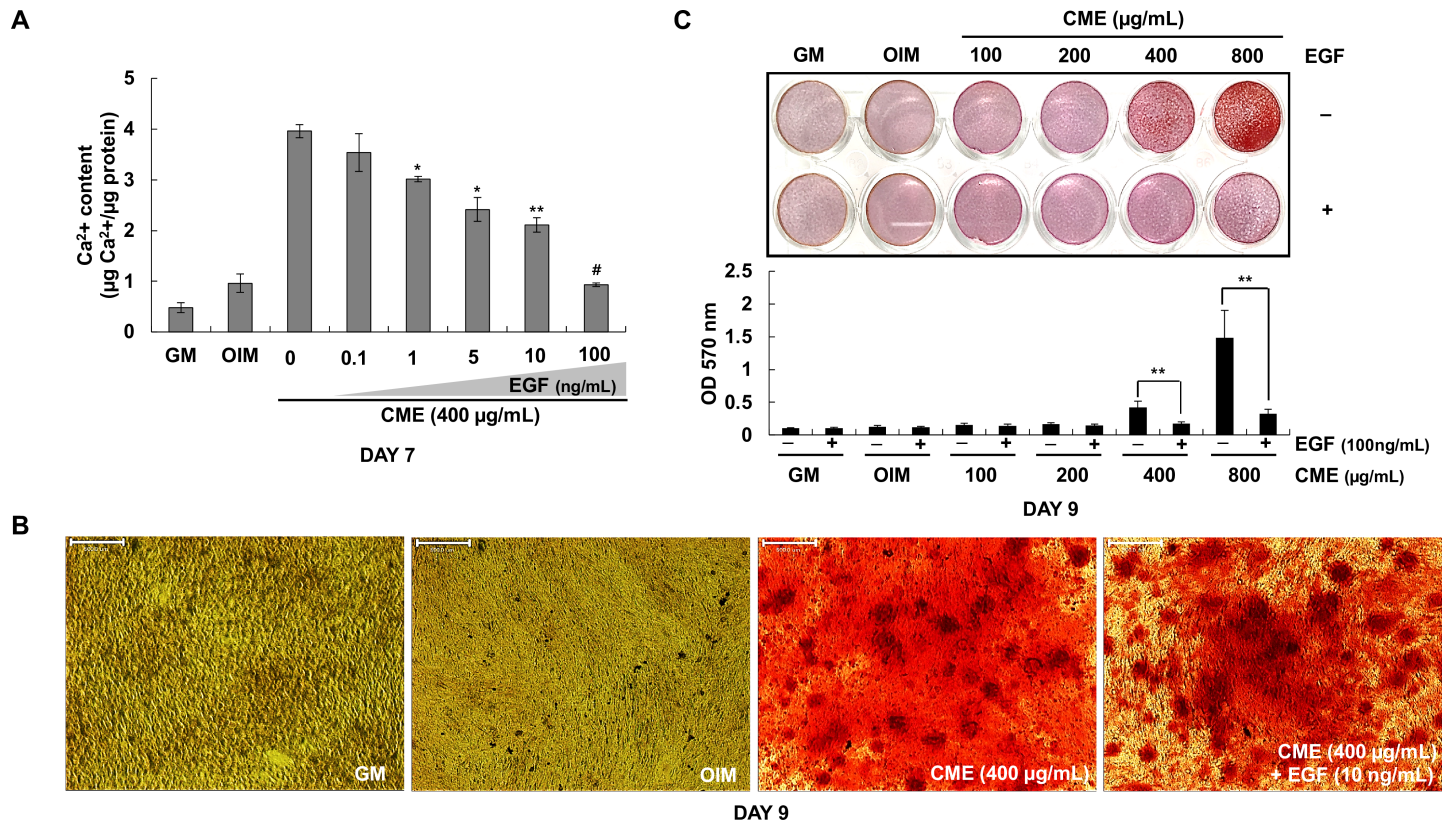 A
5
4
3
2
1
0
Ca²⁺ content
(µg Ca²⁺/µg protein)
*
*
**
#
GM OIM 0 0.1 1 5 10 100
EGF (ng/mL)
CME (400 µg/mL)
DAY 7
C
CME (µg/mL)
GM OIM 100 200 400 800 EGF
–
+
2.5
2
1.5
1
0.5
0
OD 570 nm
**
**
– + – + – + – + – + – + EGF (100ng/mL)
GM OIM 100 200 400 800 CME (µg/mL)
DAY 9
B
GM
OIM
CME (400 µg/mL)
CME (400 µg/mL)
+ EGF (10 ng/mL)
DAY 9